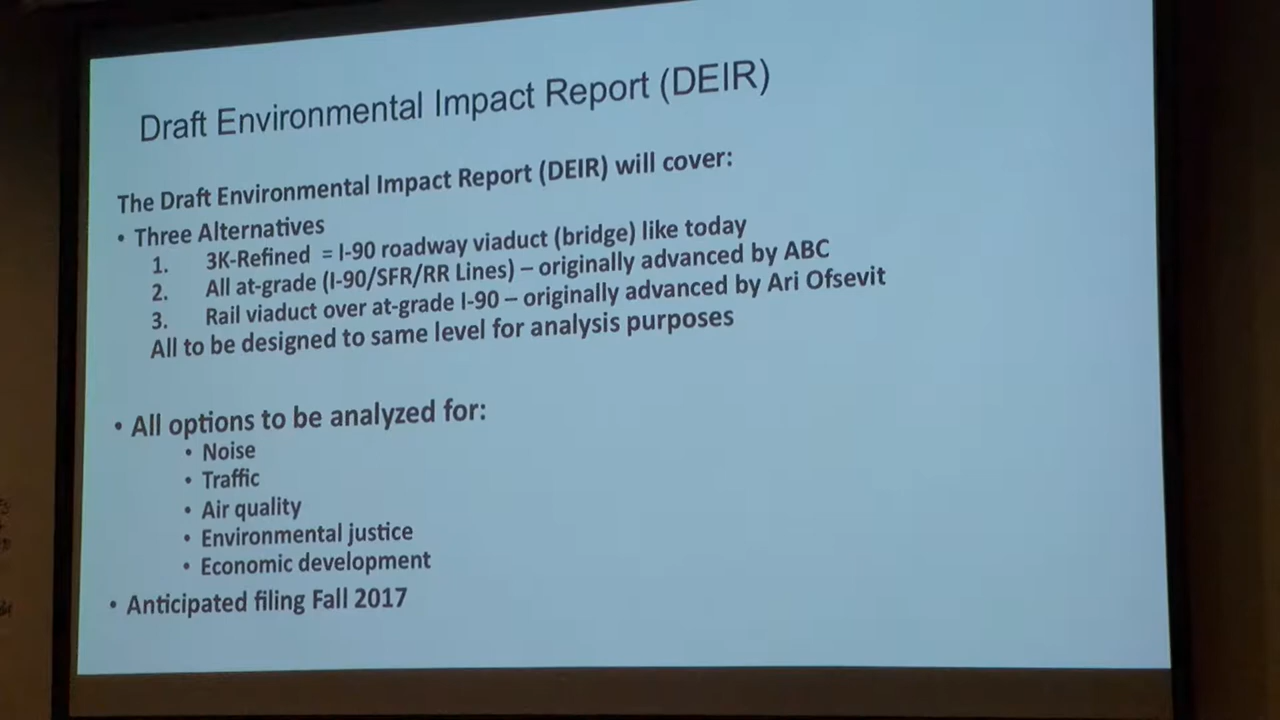 Draft Environmental Impact Report (DEIR)
The Draft Environmental Impact Report (DEIR) will cover:
• Three Alternatives
1. 3K-Refined = I-90 roadway viaduct (bridge) like today
2. All at-grade (I-90/SFR/RR Lines) – originally advanced by ABC
3. Rail viaduct over at-grade I-90 – originally advanced by Ari Ofsevit
All to be designed to same level for analysis purposes
• All options to be analyzed for:
• Noise
• Traffic
• Air quality
• Environmental justice
• Economic development
• Anticipated filing Fall 2017